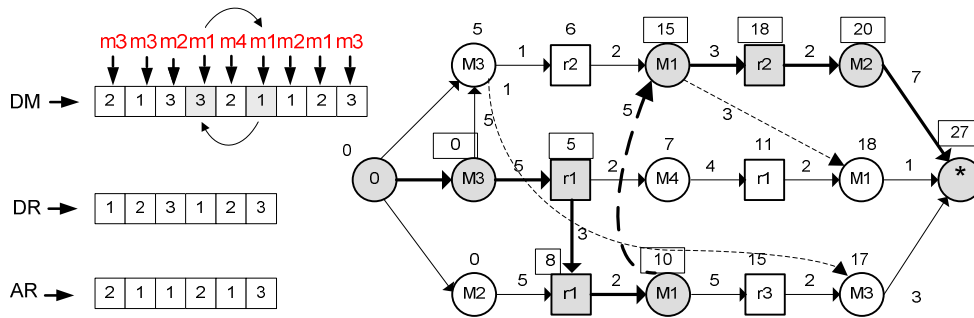 m3 m3 m2 m1 m4 m1 m2 m1 m3
DM 2 1 3 3 2 1 1 2 3
DR 1 2 3 1 2 3
AR 2 1 1 2 1 3
5 6 15 18 20
M3 1 r2 2 M1 3 r2 2 M2
1 7
5 3
5
0 0 5 7 11 18 27
0 M3 5 r1 2 M4 4 r1 2 M1 1 *
3
0 8 10 15 17
M2 5 r1 2 M1 5 r3 2 M3 3